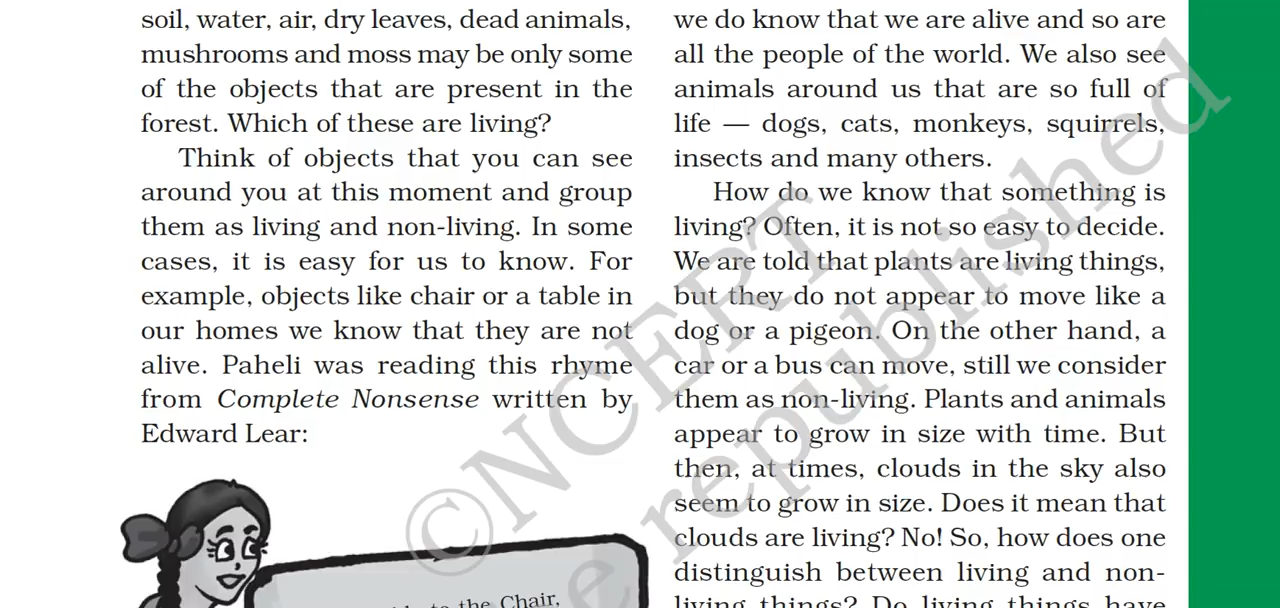 soil, water, air, dry leaves, dead animals,
mushrooms and moss may be only some
of the objects that are present in the
forest. Which of these are living?
Think of objects that you can see
around you at this moment and group
them as living and non-living. In some
cases, it is easy for us to know. For
example, objects like chair or a table in
our homes we know that they are not
alive. Paheli was reading this rhyme
from Complete Nonsense written by
Edward Lear:
to the Chair,
we do know that we are alive and so are
all the people of the world. We also see
animals around us that are so full of
life — dogs, cats, monkeys, squirrels,
insects and many others.
How do we know that something is
living? Often, it is not so easy to decide.
We are told that plants are living things,
but they do not appear to move like a
dog or a pigeon. On the other hand, a
car or a bus can move, still we consider
them as non-living. Plants and animals
appear to grow in size with time. But
then, at times, clouds in the sky also
seem to grow in size. Does it mean that
clouds are living? No! So, how does one
distinguish between living and non-
living things? Do living things have
©NCERT
republished